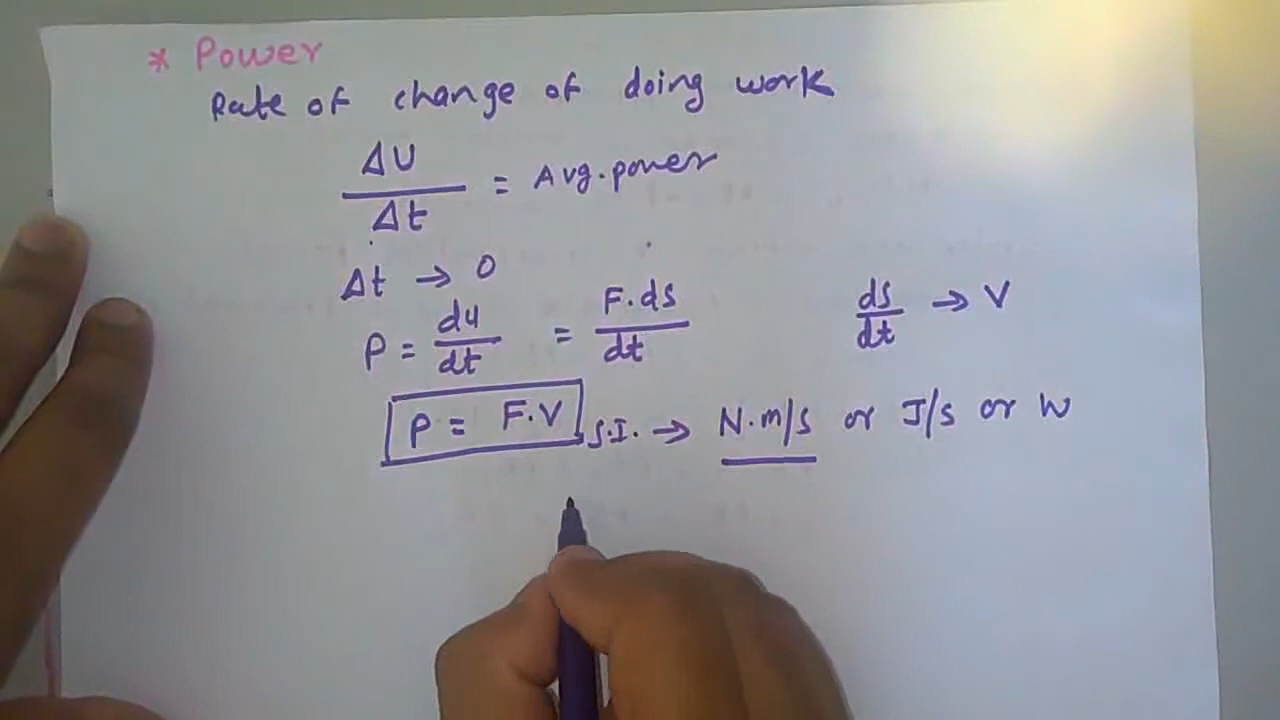 * Power
Rate of change of doing work
ΔU / Δt = Avg. power
Δt → 0
P = du/dt = F.ds/dt    ds/dt → V
P = F.V  S.I. → N.m/s or J/s or W